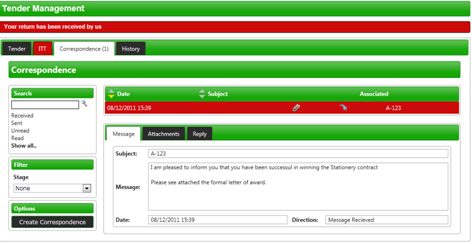 Tender Management
Your return has been received by us
Tender
ITT
Correspondence (1)
History
Correspondence
Search
Received
Sent
Unread
Read
Show all..
Filter
Stage
None
Options
Create Correspondence
Date Subject Associated
08/12/2011 15:39 A-123
Message Attachments Reply
Subject: A-123
Message: I am pleased to inform you that you have been successul in winning the Stationery contract
Please see attached the formal letter of award.
Date: 08/12/2011 15:39 Direction: Message Recieved